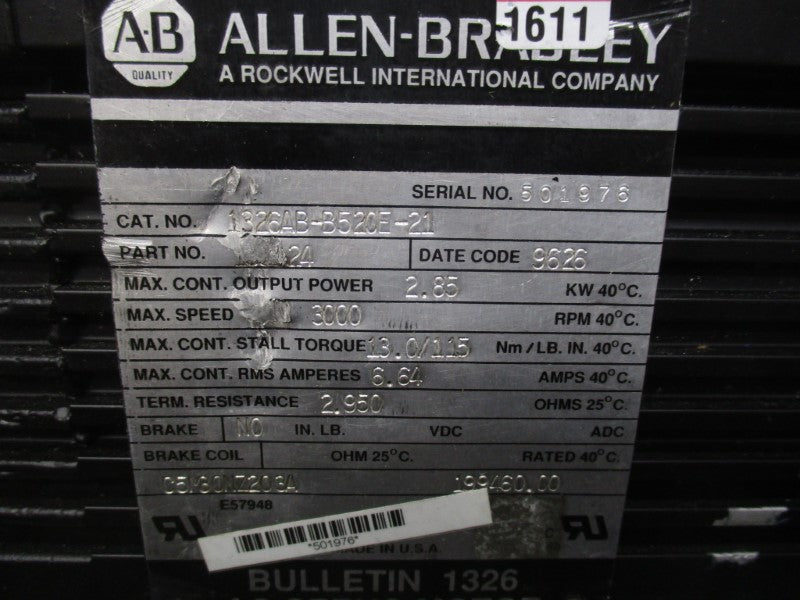 A-B
QUALITY
1611
ALLEN-BRADLEY
A ROCKWELL INTERNATIONAL COMPANY
SERIAL NO. 501976
CAT. NO. 1326AB-B520E-21
PART NO.
DATE CODE 9626
MAX. CONT. OUTPUT POWER 2.85 KW 40°C.
MAX. SPEED 3000 RPM 40°C.
MAX. CONT. STALL TORQUE 13.0/115 Nm / LB. IN. 40°C.
MAX. CONT. RMS AMPERES 6.64 AMPS 40°C.
TERM. RESISTANCE 2.950 OHMS 25°C.
BRAKE NO IN. LB. VDC ADC
BRAKE COIL OHM 25°C. RATED 40°C.
199460.00
E57948
*501976*
MADE IN U.S.A.
BULLETIN 1326